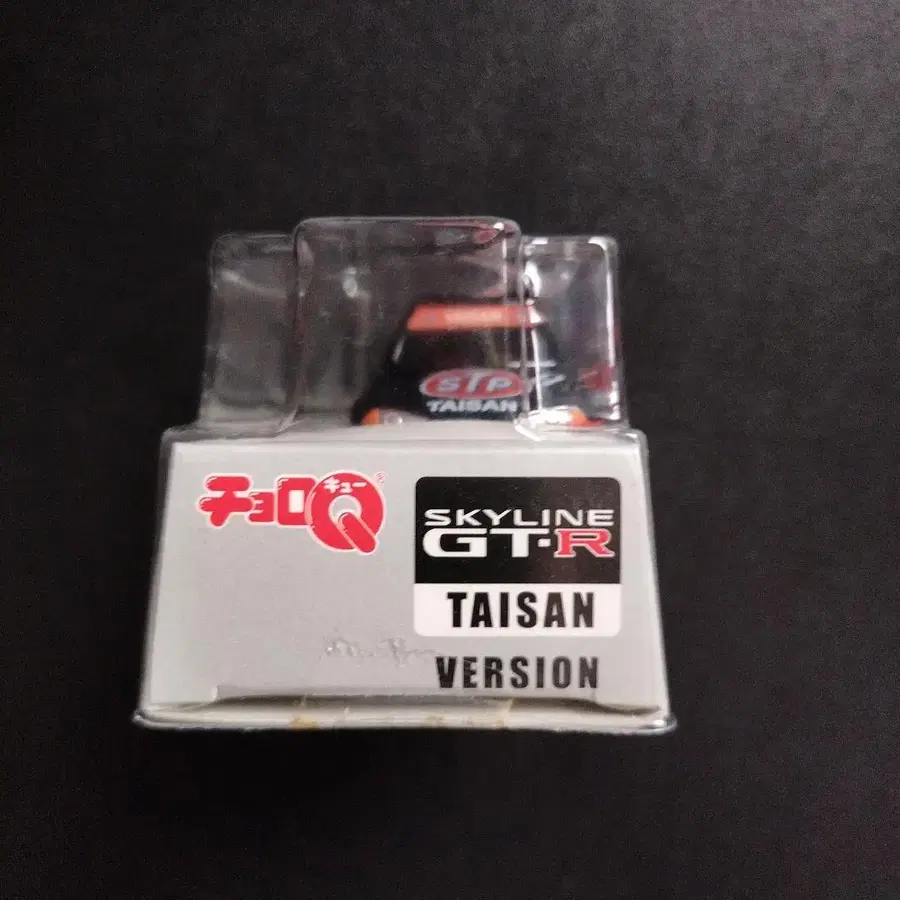 STP
TAISAN
チョロQ
キュー
®
SKYLINE
GT-R
TAISAN
VERSION